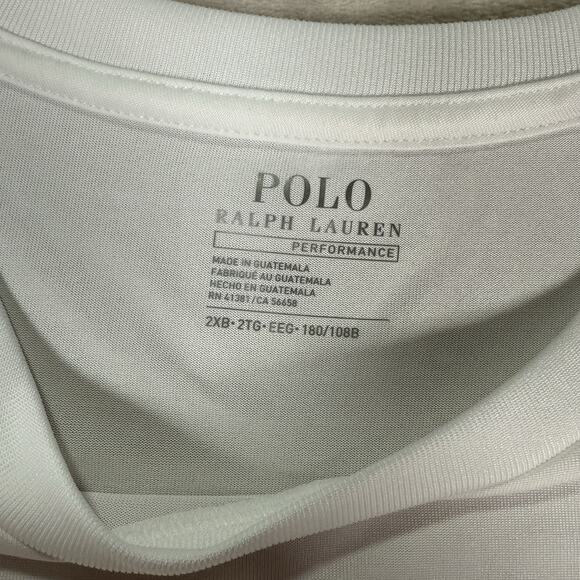 POLO
RALPH LAUREN
PERFORMANCE
MADE IN GUATEMALA
FABRIQUÉ AU GUATEMALA
HECHO EN GUATEMALA
RN 41381/CA 56658
2XB•2TG•EEG•180/108B